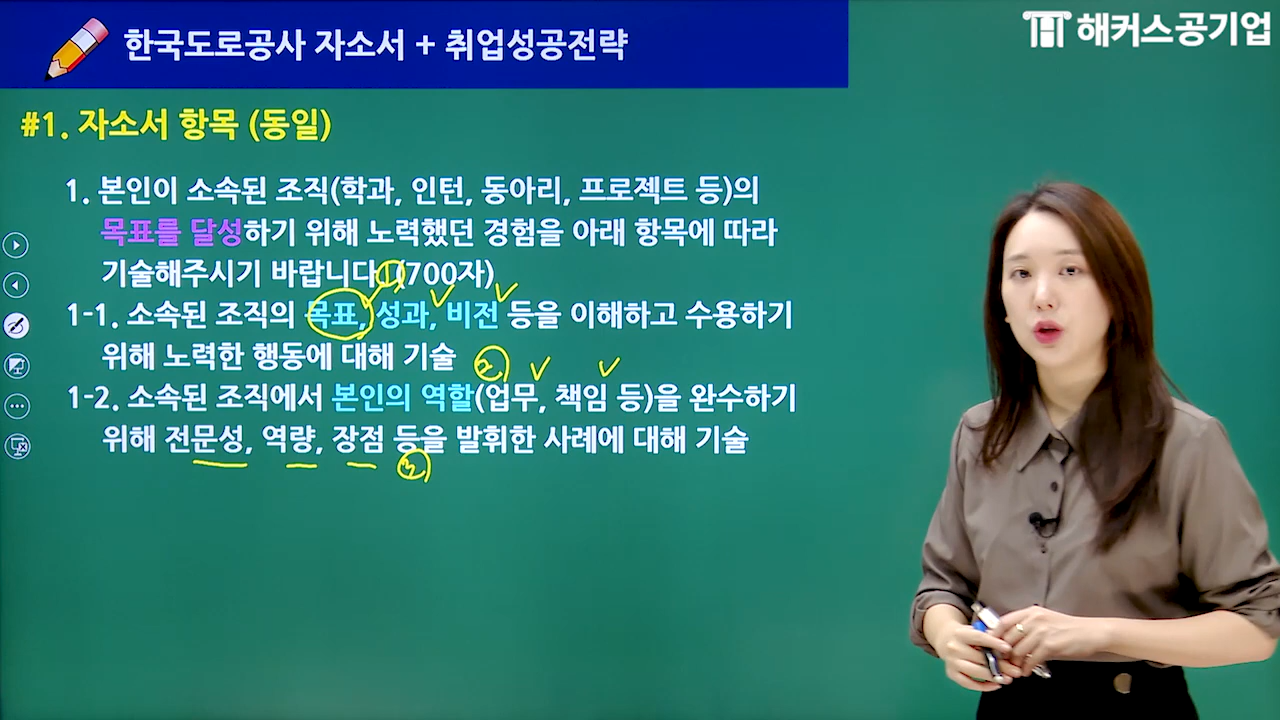 한국도로공사 자소서 + 취업성공전략
해커스공기업
#1. 자소서 항목 (동일)
1. 본인이 소속된 조직(학과, 인턴, 동아리, 프로젝트 등)의
목표를 달성하기 위해 노력했던 경험을 아래 항목에 따라
기술해주시기 바랍니다. (700자)
1
1-1. 소속된 조직의 목표, 성과, 비전 등을 이해하고 수용하기
위해 노력한 행동에 대해 기술
2
1-2. 소속된 조직에서 본인의 역할(업무, 책임 등)을 완수하기
위해 전문성, 역량, 장점 등을 발휘한 사례에 대해 기술
3